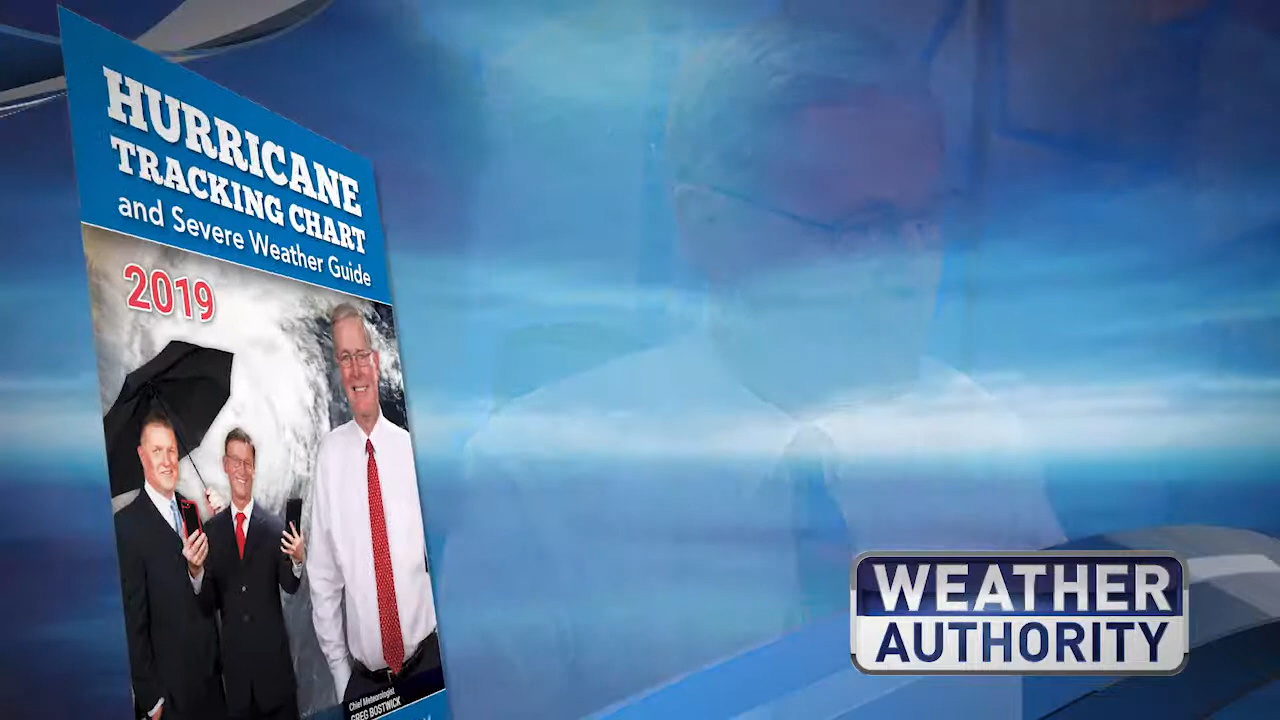 HURRICANE
TRACKING CHART
and Severe Weather Guide
2019
Chief Meteorologist
GREG BOSTWICK
WEATHER
AUTHORITY